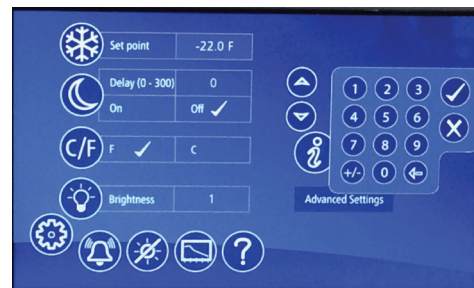 Set point -22.0 F
Delay (0 - 300) 0
On Off ✓
C/F F ✓ C
Brightness 1
?
i
1 2 3
4 5 6
7 8 9
+/- 0
Advanced Settings